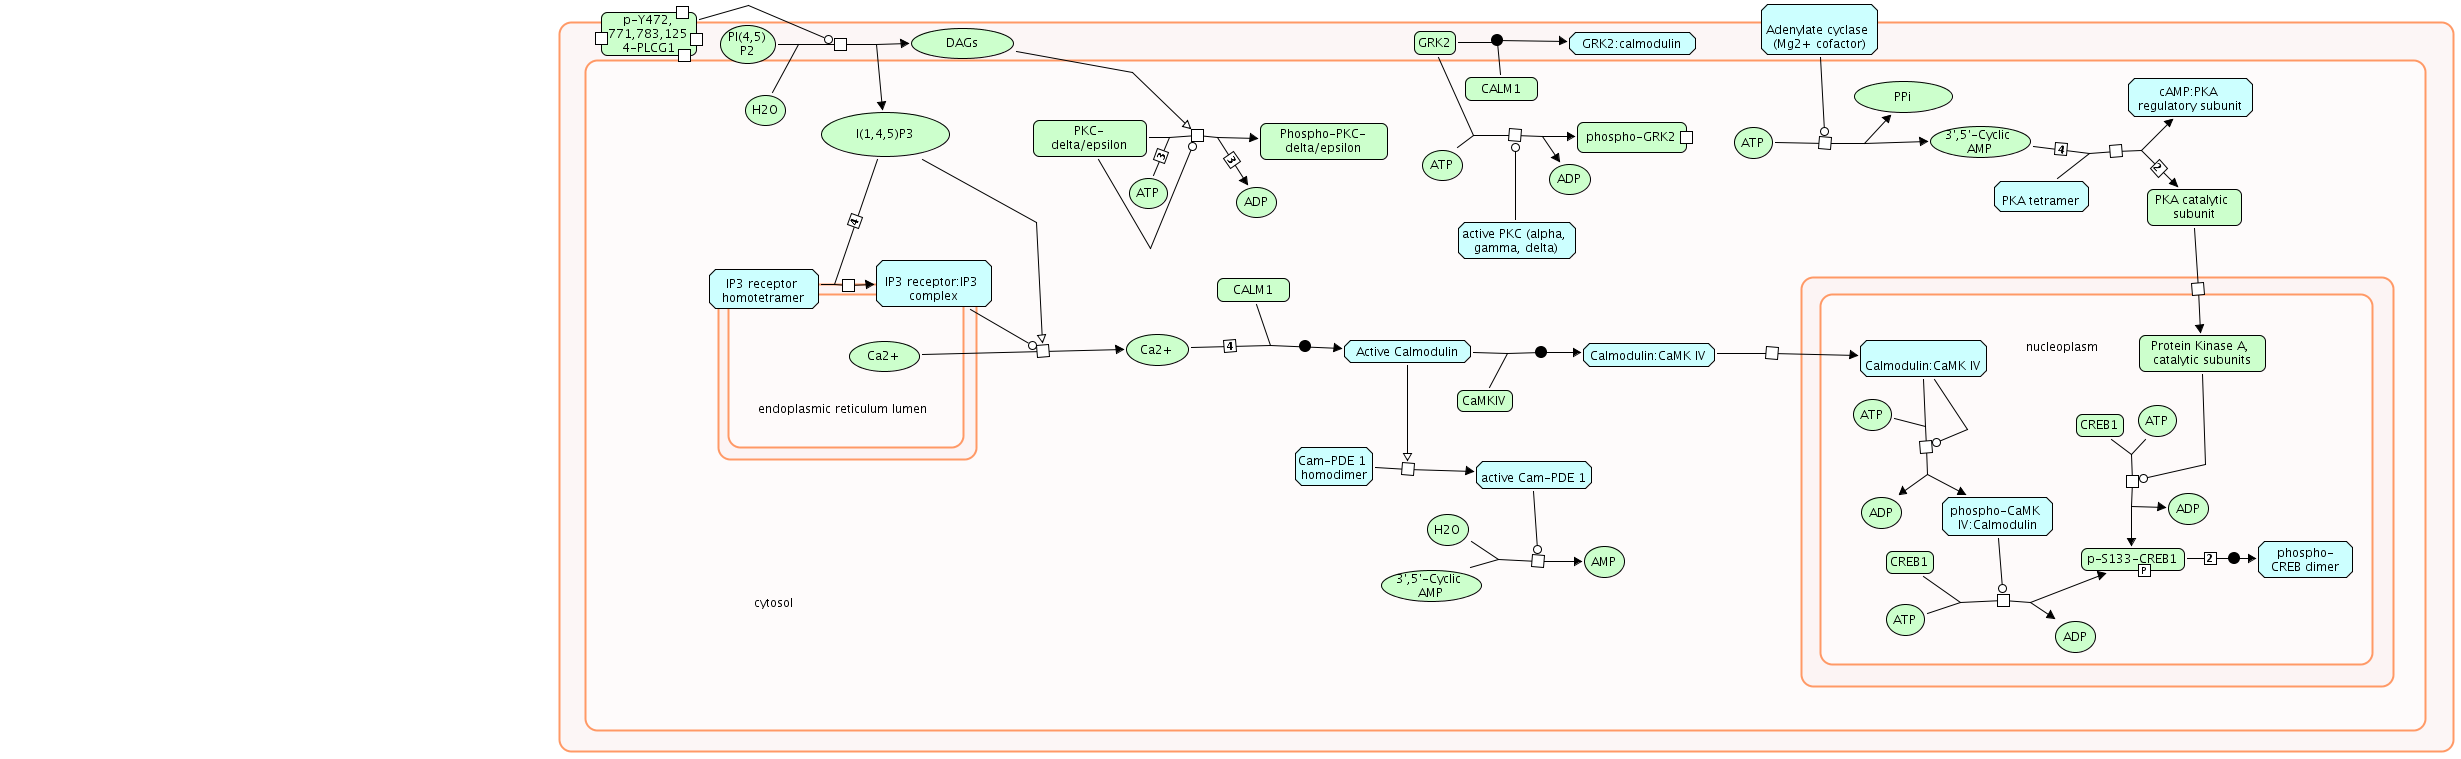 p-Y472,
771,783,125
4-PLCG1
PI(4,5)
P2
DAGs
H2O
I(1,4,5)P3
4
IP3 receptor
homotetramer
IP3 receptor:IP3
complex
Ca2+
endoplasmic reticulum lumen
cytosol
PKC-
delta/epsilon
3
ATP
3
ADP
Phospho-PKC-
delta/epsilon
GRK2
GRK2:calmodulin
CALM1
ATP
phospho-GRK2
ADP
active PKC (alpha,
gamma, delta)
Adenylate cyclase
(Mg2+ cofactor)
PPi
ATP
3',5'-Cyclic
AMP
4
PKA tetramer
cAMP:PKA
regulatory subunit
2
PKA catalytic
subunit
CALM1
Ca2+
4
Active Calmodulin
CaMKIV
Calmodulin:CaMK IV
Cam-PDE 1
homodimer
active Cam-PDE 1
H2O
3',5'-Cyclic
AMP
AMP
nucleoplasm
Calmodulin:CaMK IV
Protein Kinase A,
catalytic subunits
ATP
CREB1
ATP
ADP
phospho-CaMK
IV:Calmodulin
ADP
CREB1
p-S133-CREB1
P
2
phospho-
CREB dimer
ATP
ADP